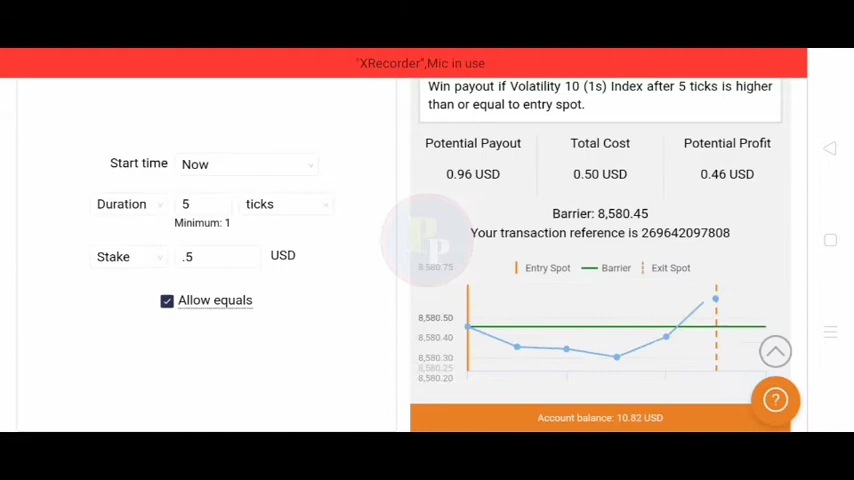 "XRecorder",Mic in use
Start time Now
Duration 5 ticks
Minimum: 1
Stake .5 USD
Allow equals
Win payout if Volatility 10 (1s) Index after 5 ticks is higher
than or equal to entry spot.
Potential Payout Total Cost Potential Profit
0.96 USD 0.50 USD 0.46 USD
Barrier: 8,580.45
Your transaction reference is 269642097808
PP
8,580.75
Entry Spot Barrier Exit Spot
8,580.50
8,580.40
8,580.30
8,580.25
8,580.20
?
Account balance: 10.82 USD